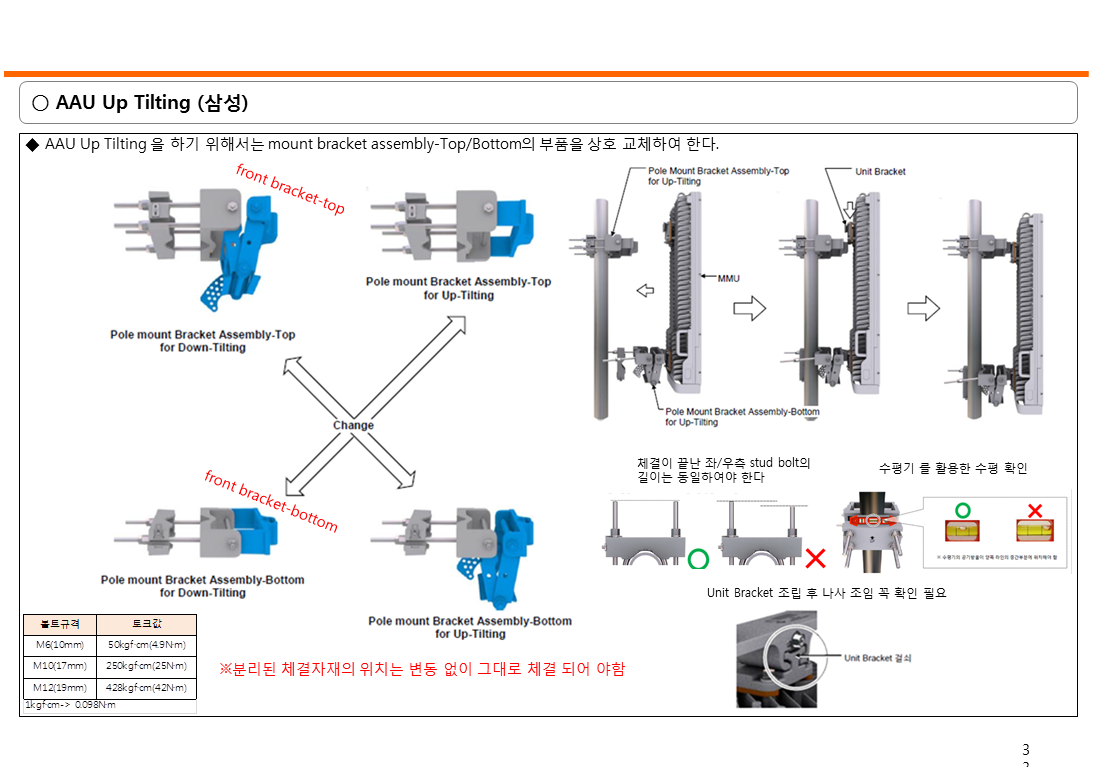 ○ AAU Up Tilting (삼성)
◆ AAU Up Tilting 을 하기 위해서는 mount bracket assembly-Top/Bottom의 부품을 상호 교체하여 한다.
front bracket-top
Pole mount Bracket Assembly-Top
for Down-Tilting
Pole mount Bracket Assembly-Top
for Up-Tilting
Change
front bracket-bottom
Pole mount Bracket Assembly-Bottom
for Down-Tilting
Pole mount Bracket Assembly-Bottom
for Up-Tilting
Pole Mount Bracket Assembly-Top
for Up-Tilting
Unit Bracket
MMU
Pole Mount Bracket Assembly-Bottom
for Up-Tilting
체결이 끝난 좌/우측 stud bolt의
길이는 동일하여야 한다
수평기 를 활용한 수평 확인
※ 수평기의 공기방울이 양쪽 라인의 중간부분에 위치해야 함
Unit Bracket 조립 후 나사 조임 꼭 확인 필요
Unit Bracket 걸쇠
볼트규격 토크값
M6(10mm) 50kgf·cm(4.9N·m)
M10(17mm) 250kgf·cm(25N·m)
M12(19mm) 428kgf·cm(42N·m)
1kgf·cm-> 0.098N·m
※분리된 체결자재의 위치는 변동 없이 그대로 체결 되어 야함
3